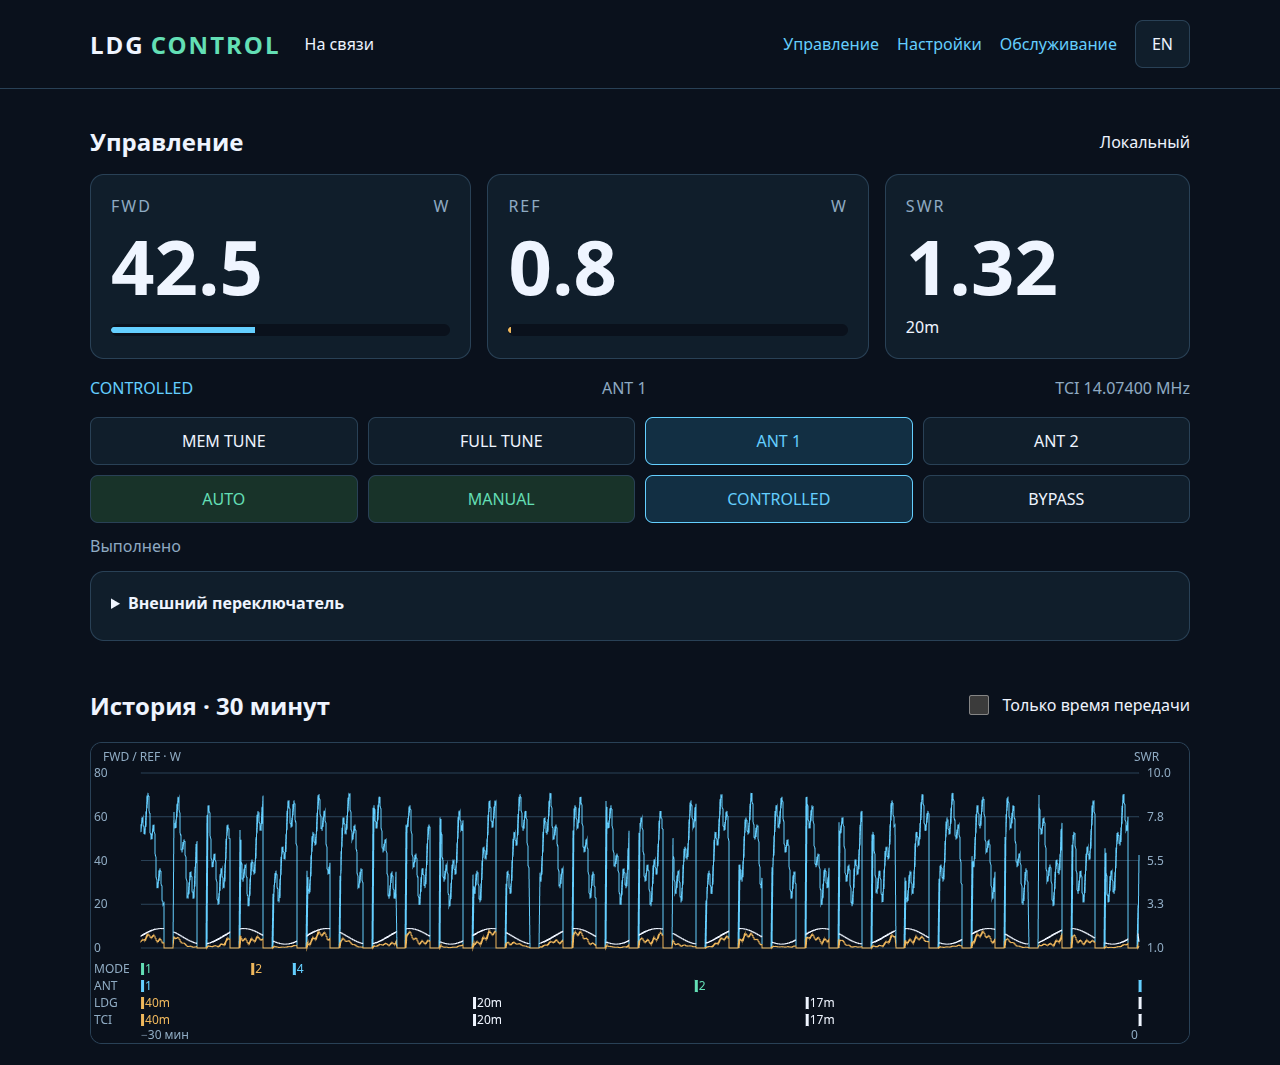 LDG CONTROL На связи Управление Настройки Обслуживание EN
Управление Локальный
FWD W REF W SWR
42.5 0.8 1.32
20m
CONTROLLED ANT 1 TCI 14.07400 MHz
MEM TUNE FULL TUNE ANT 1 ANT 2
AUTO MANUAL CONTROLLED BYPASS
Выполнено
Внешний переключатель
История · 30 минут Только время передачи
FWD / REF · W SWR
80 10.0
60 7.8
40 5.5
20 3.3
0 1.0
MODE 1 2 4
ANT 1 2
LDG 40m 20m 17m
TCI 40m 20m 17m
−30 мин 0